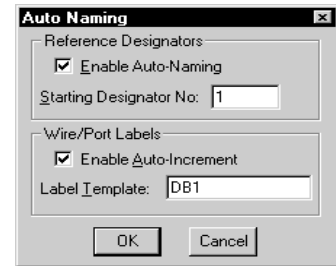 Auto Naming
Reference Designators
Enable Auto-Naming
Starting Designator No: 1
Wire/Port Labels
Enable Auto-Increment
Label Template: DB1
OK Cancel